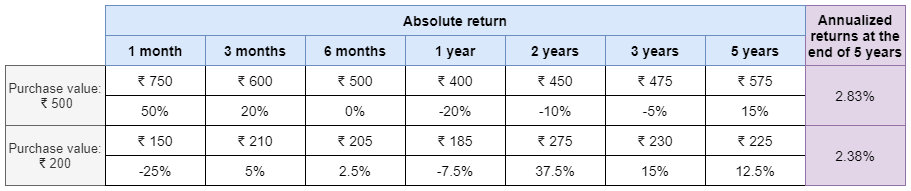 Absolute return
Annualized
returns at the
end of 5 years
1 month 3 months 6 months 1 year 2 years 3 years 5 years
Purchase value:
₹ 500
₹ 750 ₹ 600 ₹ 500 ₹ 400 ₹ 450 ₹ 475 ₹ 575
50% 20% 0% -20% -10% -5% 15%
2.83%
Purchase value:
₹ 200
₹ 150 ₹ 210 ₹ 205 ₹ 185 ₹ 275 ₹ 230 ₹ 225
-25% 5% 2.5% -7.5% 37.5% 15% 12.5%
2.38%